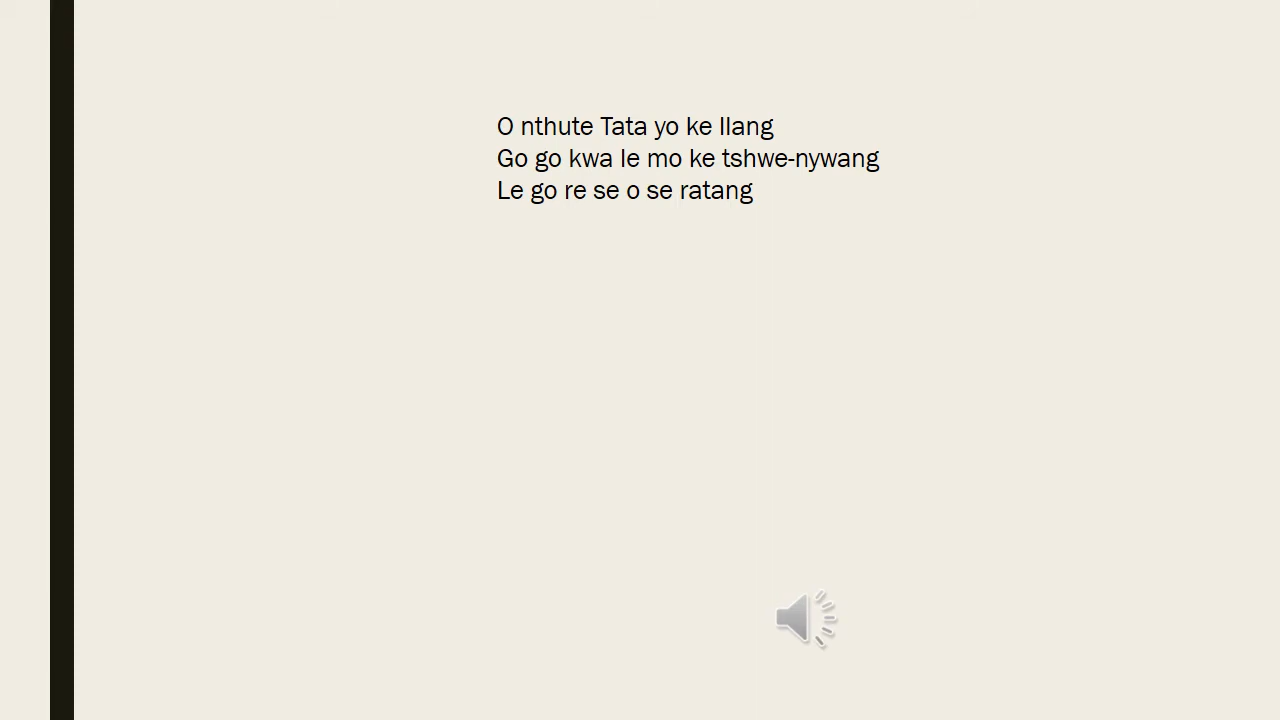 O nthute Tata yo ke llang
Go go kwa le mo ke tshwe-nywang
Le go re se o se ratang